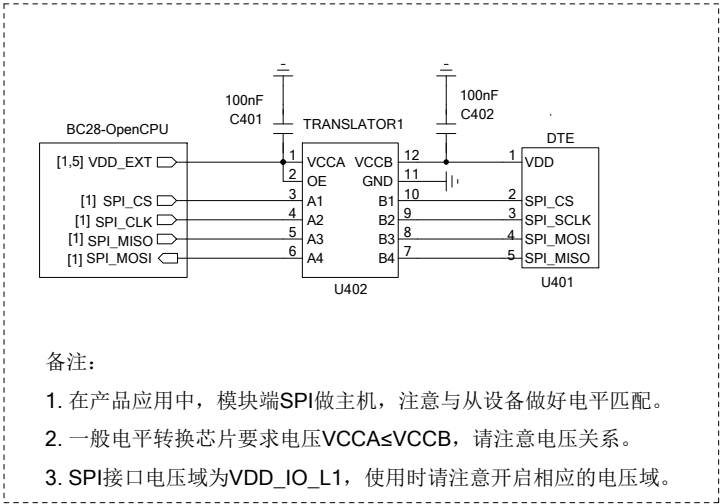 100nF
C401
100nF
C402
BC28-OpenCPU
TRANSLATOR1
DTE
[1,5] VDD_EXT
1 VCCA VCCB 12
1 VDD
2 OE GND 11
[1] SPI_CS
3 A1 B1 10
2 SPI_CS
[1] SPI_CLK
4 A2 B2 9
3 SPI_SCLK
[1] SPI_MISO
5 A3 B3 8
4 SPI_MOSI
[1] SPI_MOSI
6 A4 B4 7
5 SPI_MISO
U402
U401
备注：
1. 在产品应用中，模块端SPI做主机，注意与从设备做好电平匹配。
2. 一般电平转换芯片要求电压VCCA≤VCCB，请注意电压关系。
3. SPI接口电压域为VDD_IO_L1，使用时请注意开启相应的电压域。